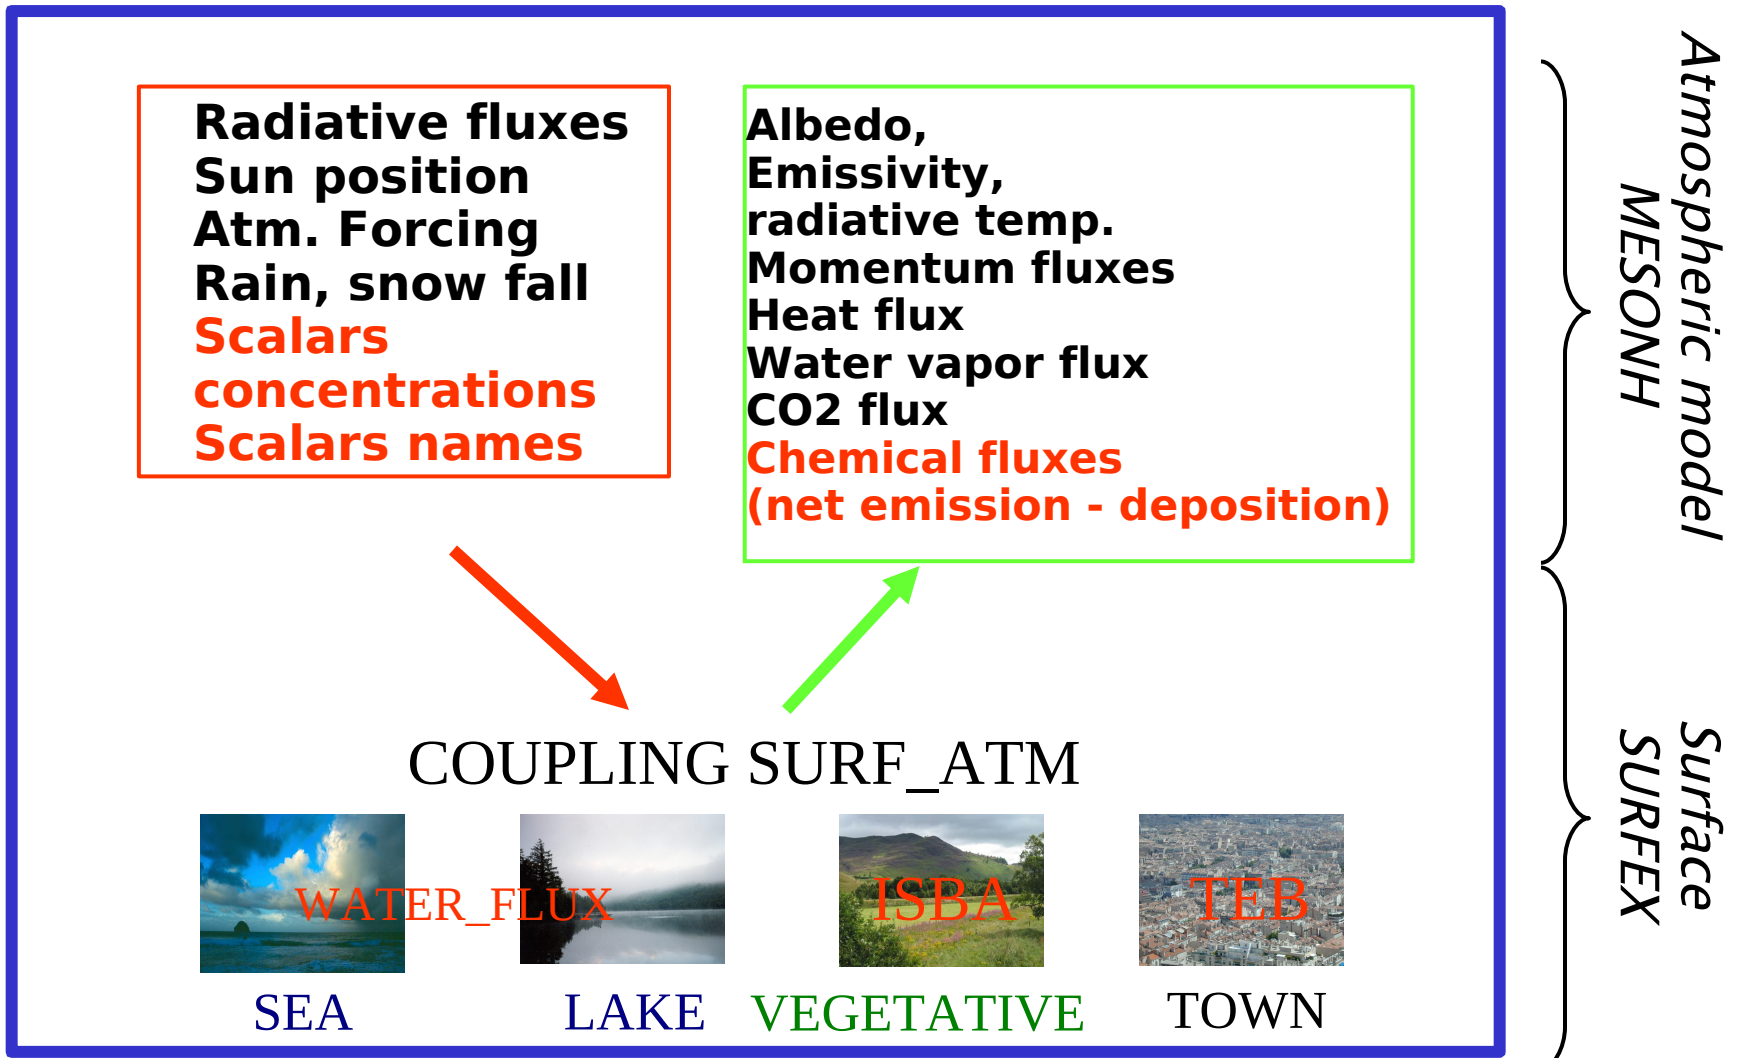 Radiative fluxes
Sun position
Atm. Forcing
Rain, snow fall
Scalars
concentrations
Scalars names
Albedo,
Emissivity,
radiative temp.
Momentum fluxes
Heat flux
Water vapor flux
CO2 flux
Chemical fluxes
(net emission - deposition)
Atmospheric model
MESONH
COUPLING SURF_ATM
WATER_FLUX
ISBA
TEB
SEA
LAKE
VEGETATIVE
TOWN
Surface
SURFEX